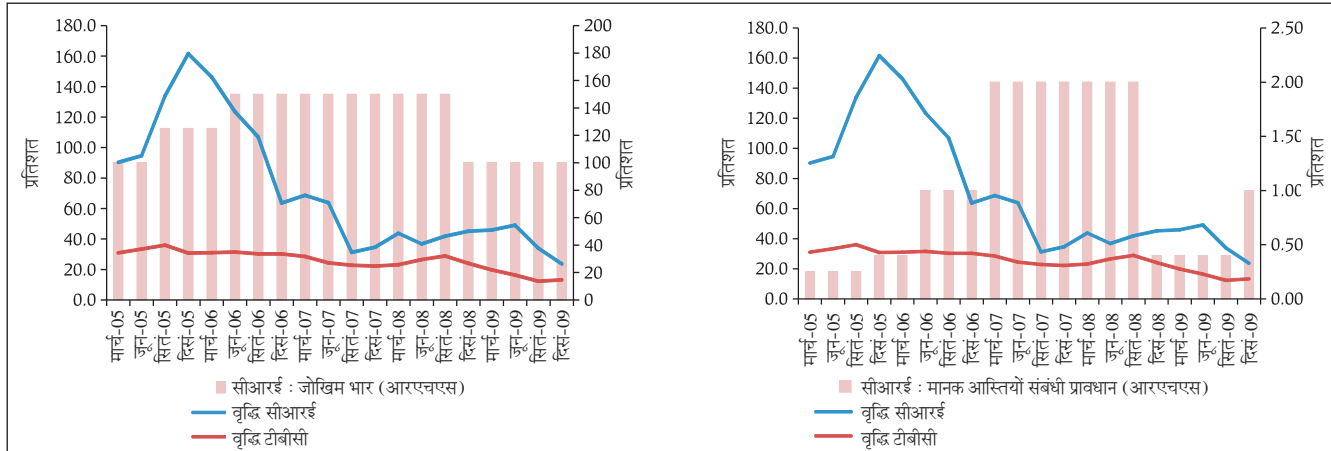 180.0
160.0
140.0
120.0
100.0
80.0
60.0
40.0
20.0
0.0
प्रतिशत
200
180
160
140
120
100
80
60
40
20
0
प्रतिशत
मार्च-05
जून-05
सितं-05
दिसं-05
मार्च-06
जून-06
सितं-06
दिसं-06
मार्च-07
जून-07
सितं-07
दिसं-07
मार्च-08
जून-08
सितं-08
दिसं-08
मार्च-09
जून-09
सितं-09
दिसं-09
सीआरई : जोखिम भार (आरएचएस)
वृद्धि सीआरई
वृद्धि टीबीसी
180.0
160.0
140.0
120.0
100.0
80.0
60.0
40.0
20.0
0.0
प्रतिशत
2.50
2.00
1.50
1.00
0.50
0.00
प्रतिशत
मार्च-05
जून-05
सितं-05
दिसं-05
मार्च-06
जून-06
सितं-06
दिसं-06
मार्च-07
जून-07
सितं-07
दिसं-07
मार्च-08
जून-08
सितं-08
दिसं-08
मार्च-09
जून-09
सितं-09
दिसं-09
सीआरई : मानक आस्तियों संबंधी प्रावधान (आरएचएस)
वृद्धि सीआरई
वृद्धि टीबीसी